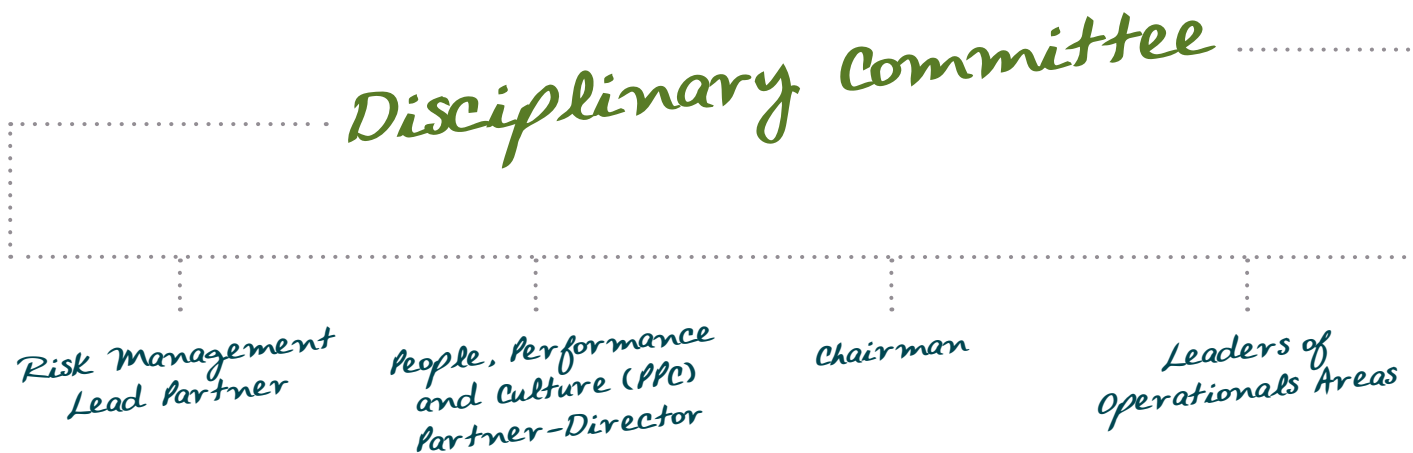 Disciplinary Committee
Risk Management
Lead Partner
People, Performance
and Culture (PPC)
Partner-Director
Chairman
Leaders of
Operationals Areas